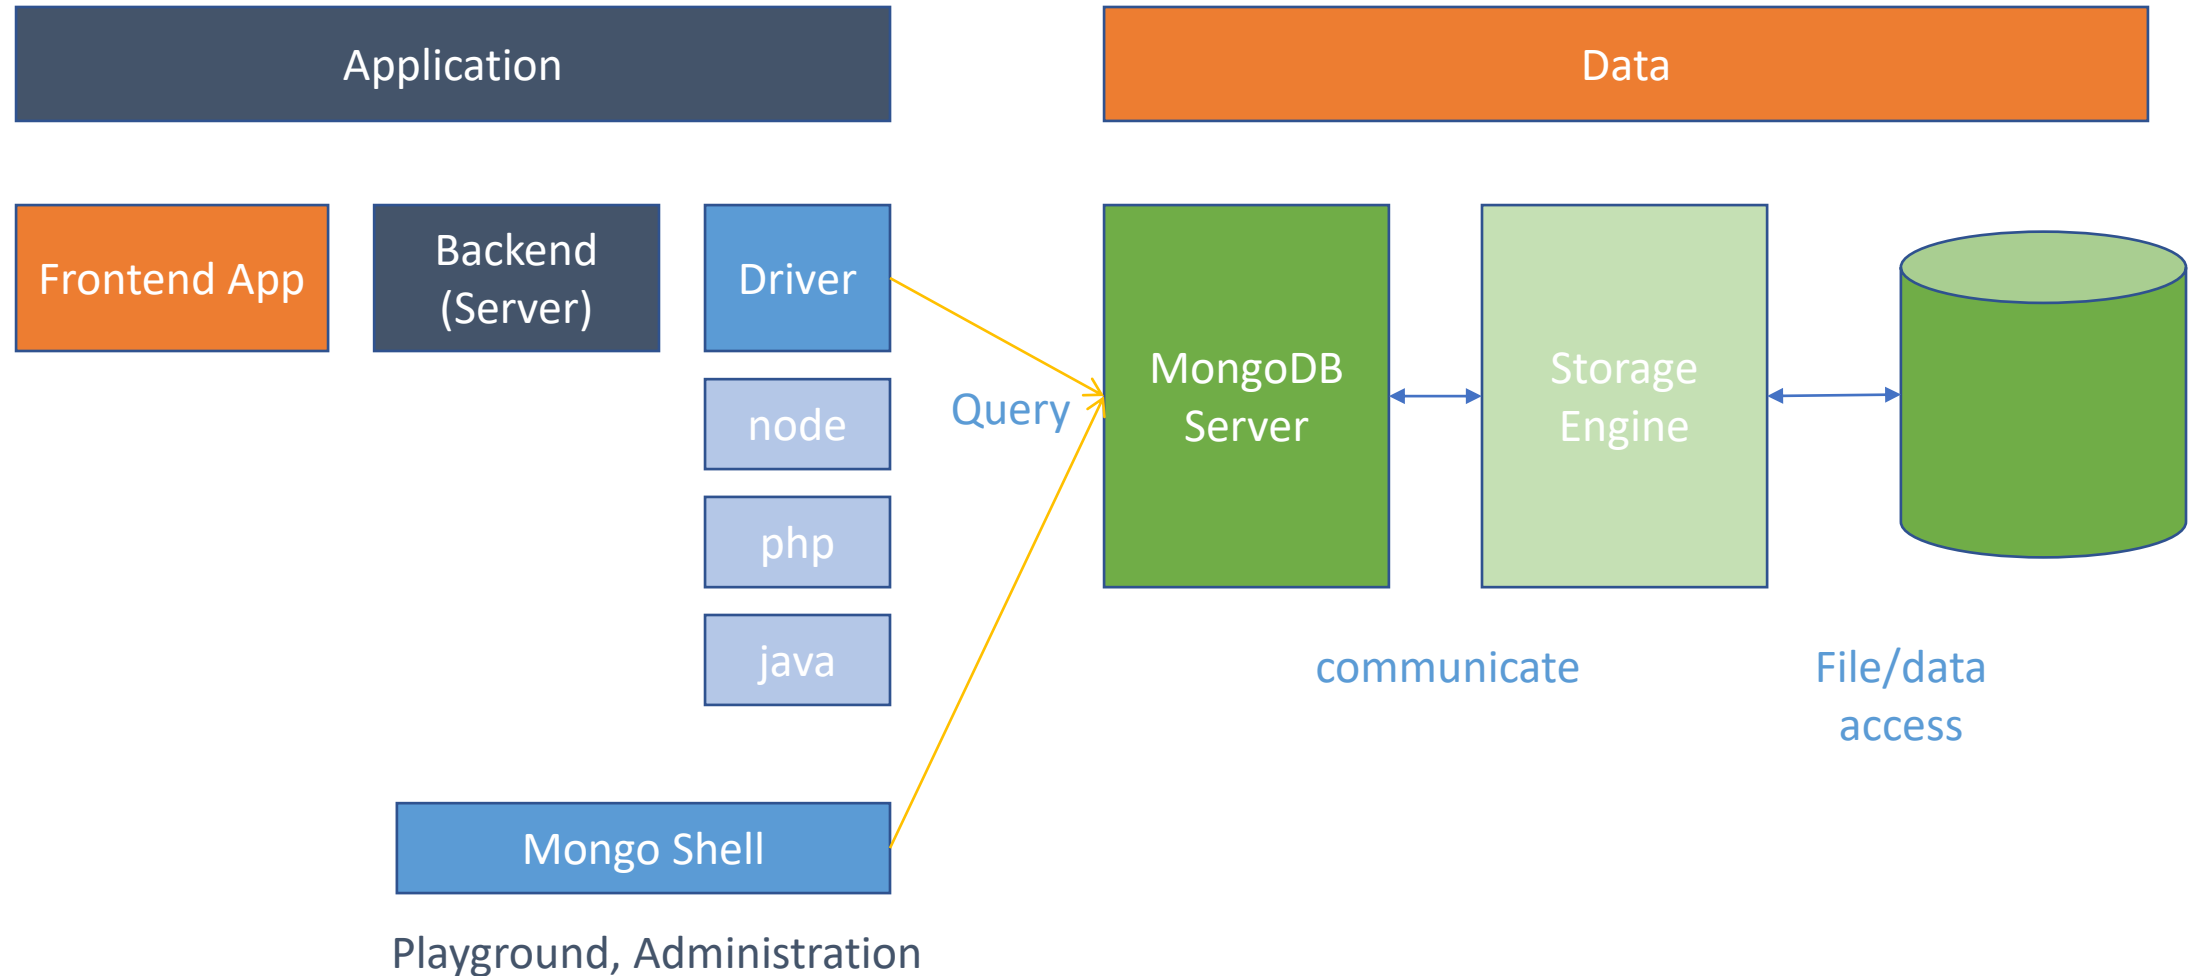 Application
Data
Frontend App
Backend
(Server)
Driver
node
php
java
Query
MongoDB
Server
Storage
Engine
communicate
File/data
access
Mongo Shell
Playground, Administration